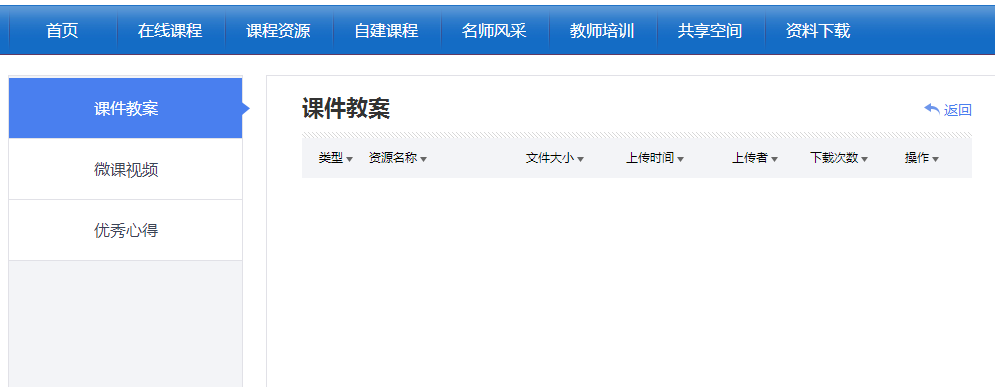 首页 在线课程 课程资源 自建课程 名师风采 教师培训 共享空间 资料下载
课件教案
微课视频
优秀心得
课件教案
返回
类型 资源名称 文件大小 上传时间 上传者 下载次数 操作